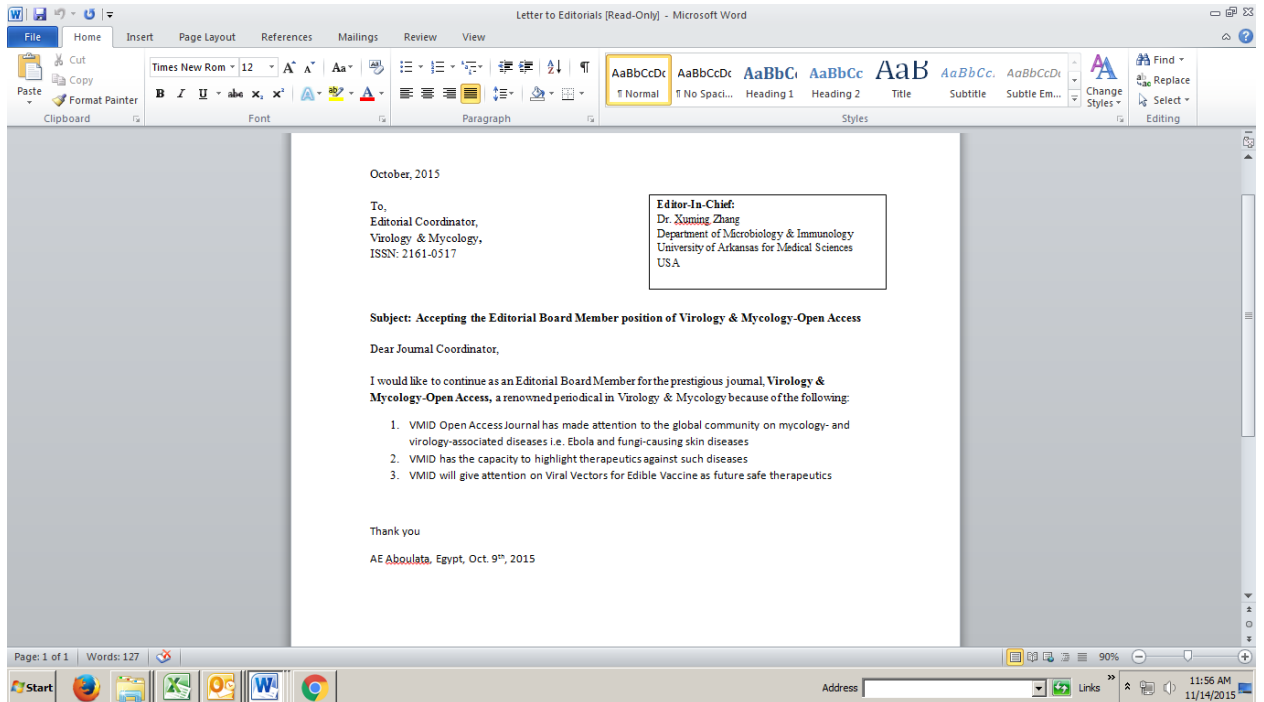 Letter to Editorials [Read-Only] - Microsoft Word
File Home Insert Page Layout References Mailings Review View
Cut
Copy
Format Painter
Paste
Times New Rom 12
AaBbCcDc AaBbCcDc AaBbC AaBbCc AaB AaBbCc. AaBbCcDc
¶ Normal ¶ No Spaci... Heading 1 Heading 2 Title Subtitle Subtle Em...
Change Styles
Find
Replace
Select
Clipboard Font Paragraph Styles Editing
October, 2015
To,
Editorial Coordinator,
Virology & Mycology,
ISSN: 2161-0517
Editor-In-Chief:
Dr. Xuming Zhang
Department of Microbiology & Immunology
University of Arkansas for Medical Sciences
USA
Subject: Accepting the Editorial Board Member position of Virology & Mycology-Open Access
Dear Journal Coordinator,
I would like to continue as an Editorial Board Member for the prestigious journal, Virology &
Mycology-Open Access, a renowned periodical in Virology & Mycology because of the following:
1. VMID Open Access Journal has made attention to the global community on mycology- and
virology-associated diseases i.e. Ebola and fungi-causing skin diseases
2. VMID has the capacity to highlight therapeutics against such diseases
3. VMID will give attention on Viral Vectors for Edible Vaccine as future safe therapeutics
Thank you
AE Aboulata, Egypt, Oct. 9th, 2015
Page: 1 of 1 Words: 127 90%
Start Address Links 11:56 AM
11/14/2015